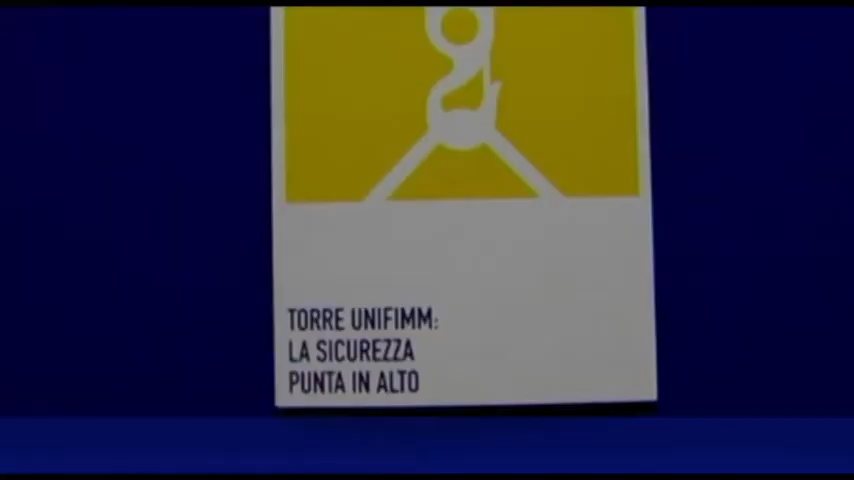 TORRE UNIFIMM:
LA SICUREZZA
PUNTA IN ALTO